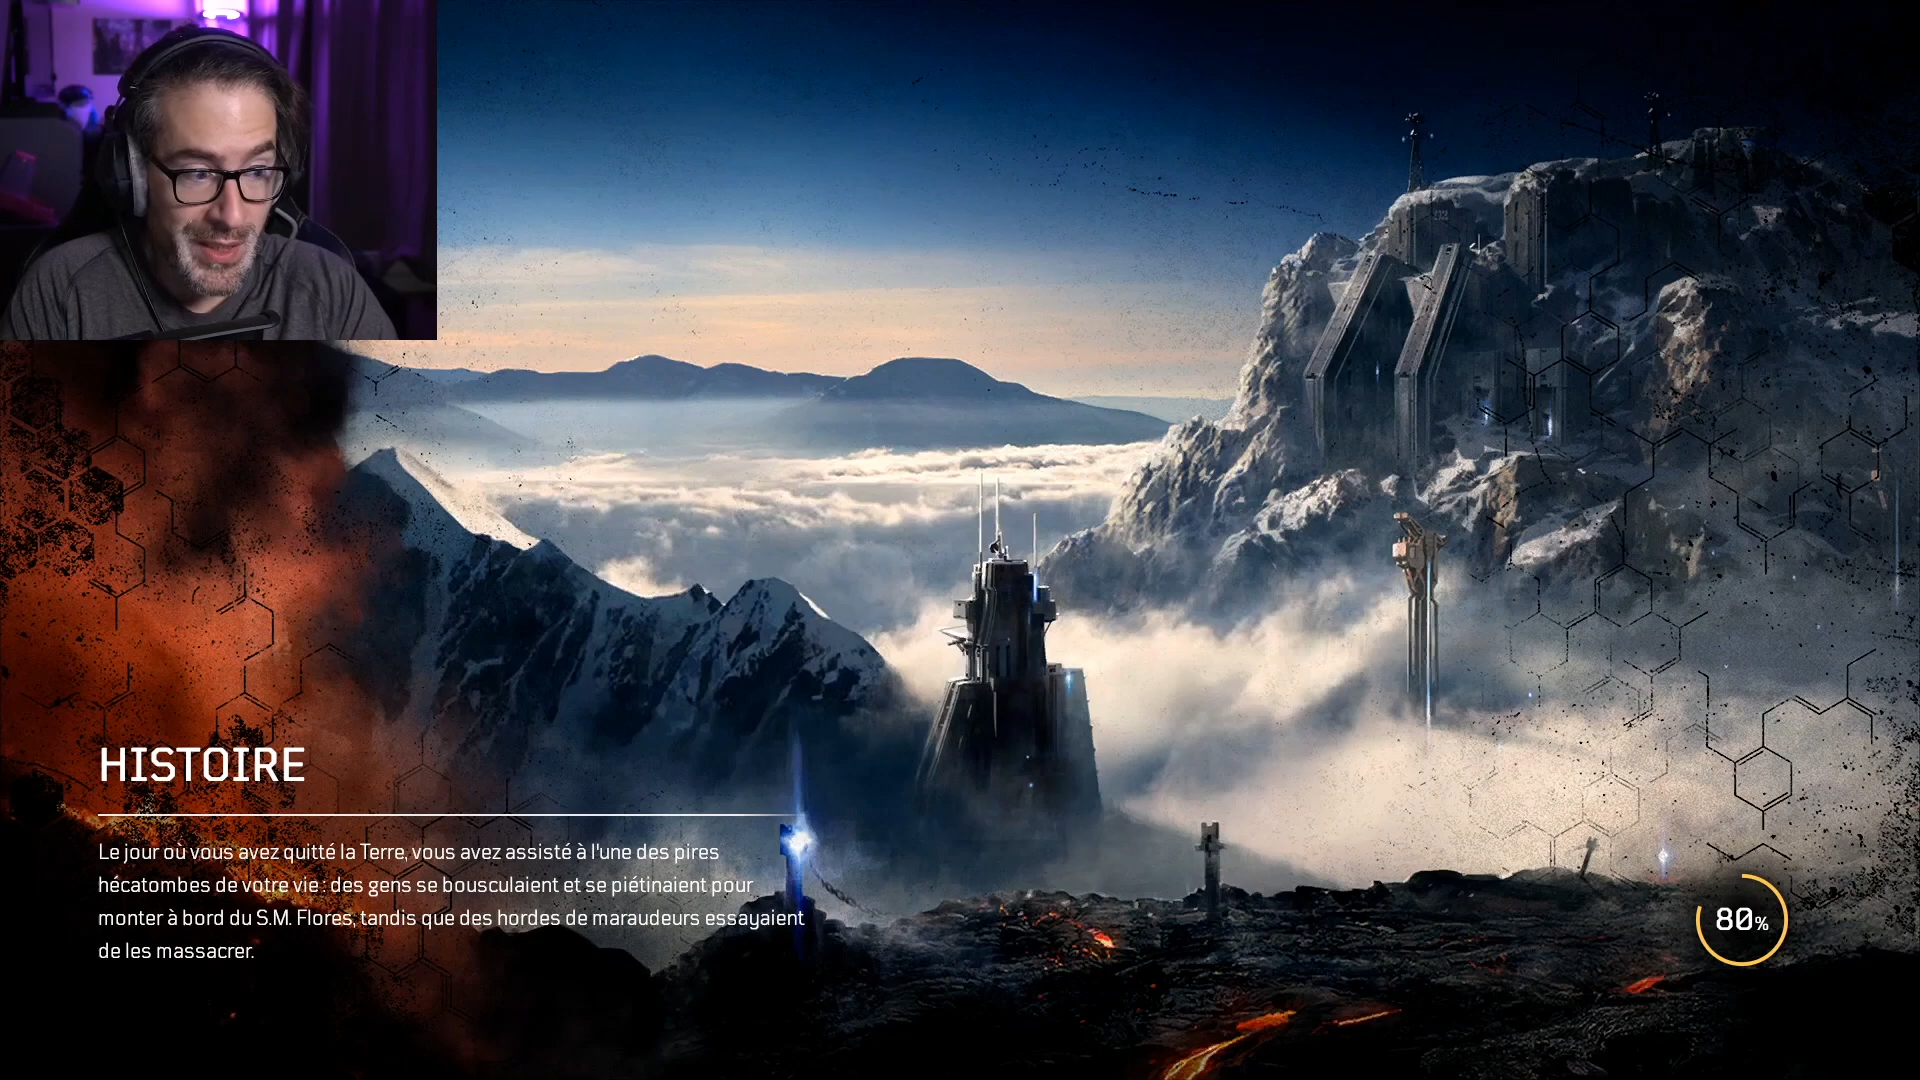 HISTOIRE
Le jour où vous avez quitté la Terre, vous avez assisté à l'une des pires
hécatombes de votre vie : des gens se bousculaient et se piétinaient pour
monter à bord du S.M. Flores, tandis que des hordes de maraudeurs essayaient
de les massacrer.
80%